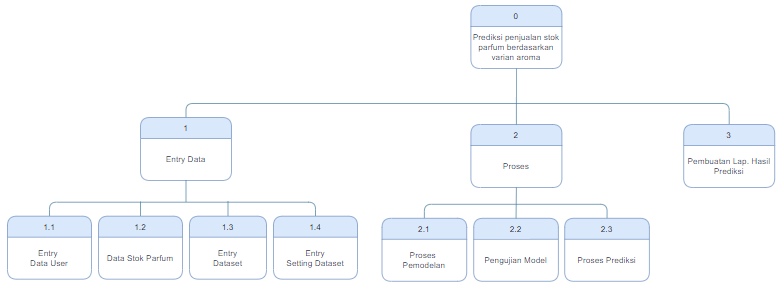 0
Prediksi penjualan stok
parfum berdasarkan
varian aroma
1
Entry Data
2
Proses
3
Pembuatan Lap. Hasil
Prediksi
1.1
Entry
Data User
1.2
Data Stok Parfum
1.3
Entry
Dataset
1.4
Entry
Setting Dataset
2.1
Proses
Pemodelan
2.2
Pengujian Model
2.3
Proses Prediksi